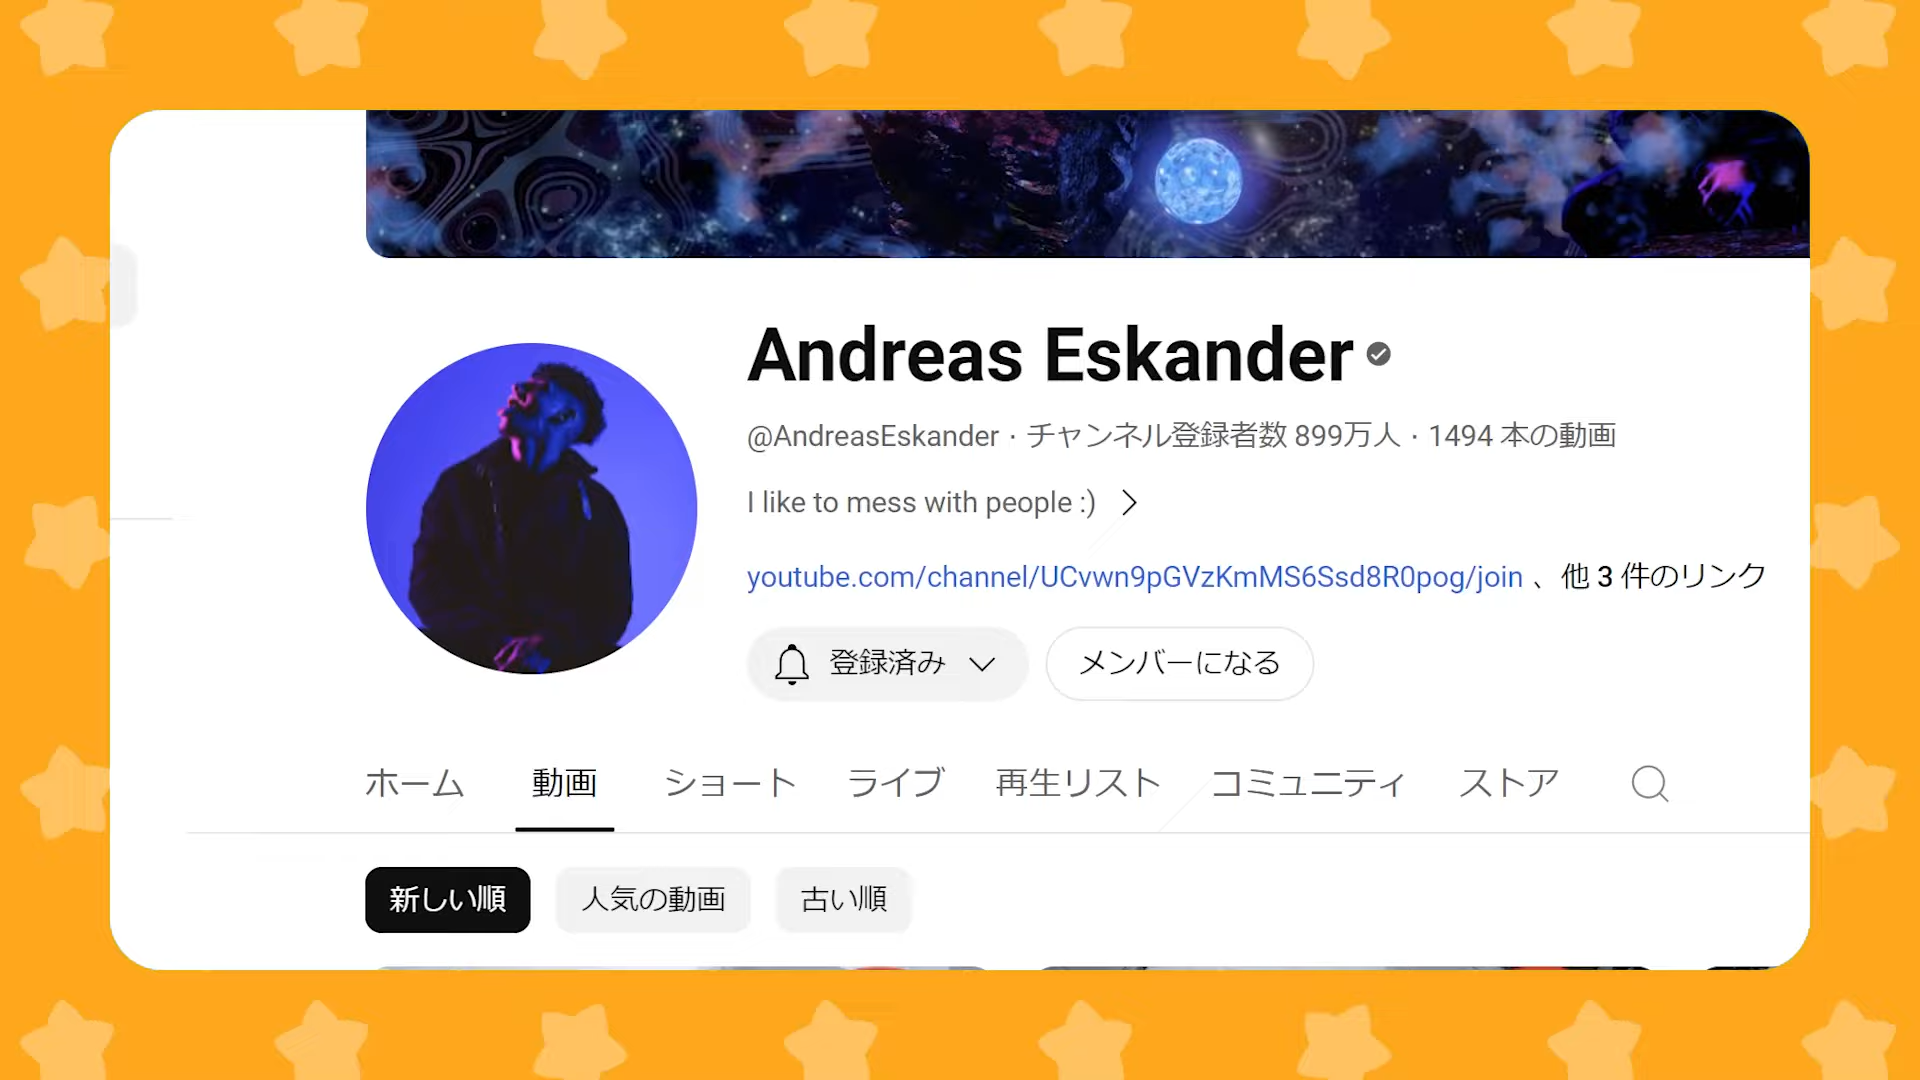 Andreas Eskander
@AndreasEskander · チャンネル登録者数 899万人 · 1494 本の動画
I like to mess with people :)
youtube.com/channel/UCvwn9pGVzKmMS6Ssd8R0pog/join 、他 3 件のリンク
登録済み メンバーになる
ホーム 動画 ショート ライブ 再生リスト コミュニティ ストア
新しい順 人気の動画 古い順